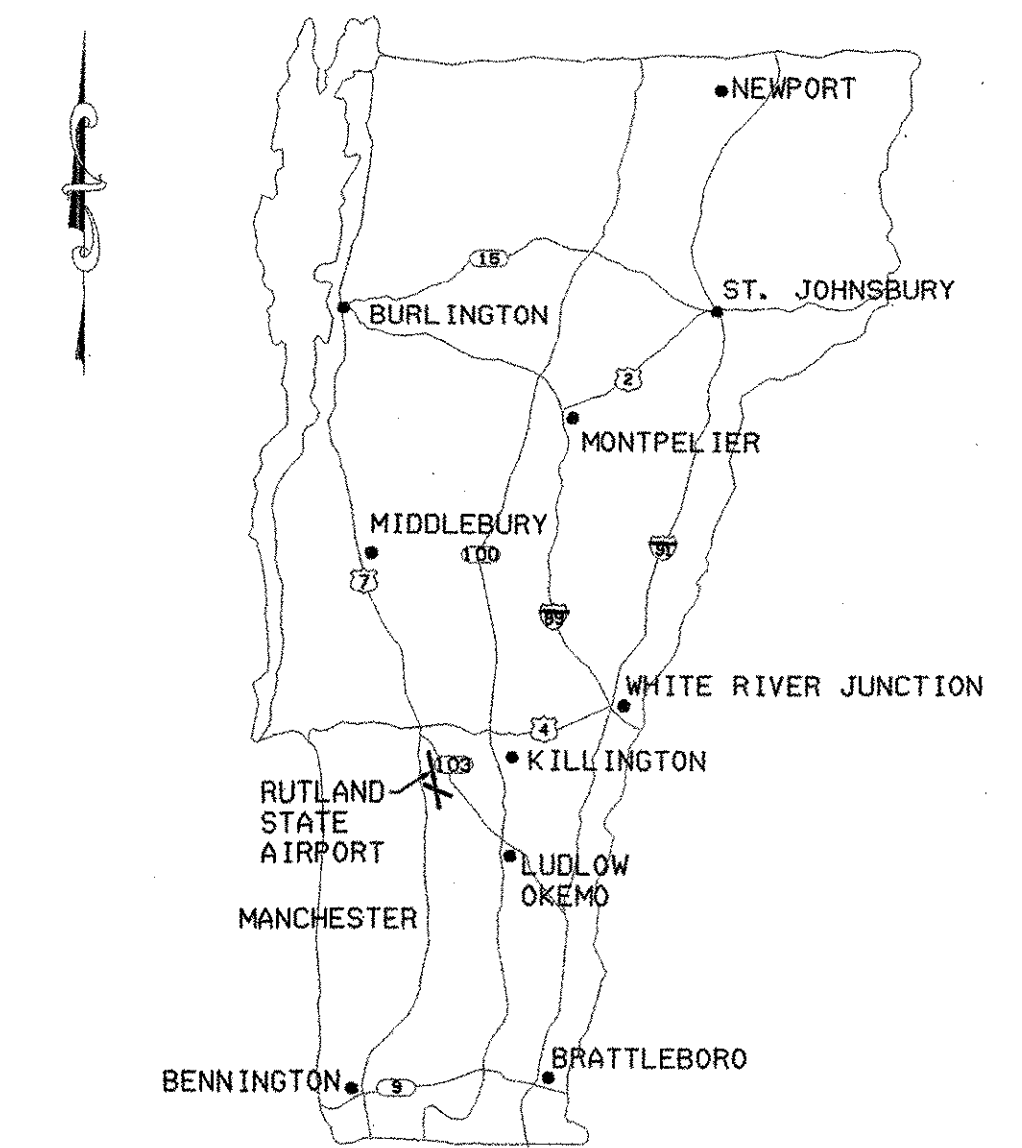 NEWPORT
15
ST. JOHNSBURY
BURLINGTON
2
MONTPELIER
MIDDLEBURY
100
91
7
89
WHITE RIVER JUNCTION
4
KILLINGTON
103
RUTLAND
STATE
AIRPORT
LUDLOW
OKEMO
MANCHESTER
BRATTLEBORO
BENNINGTON
9